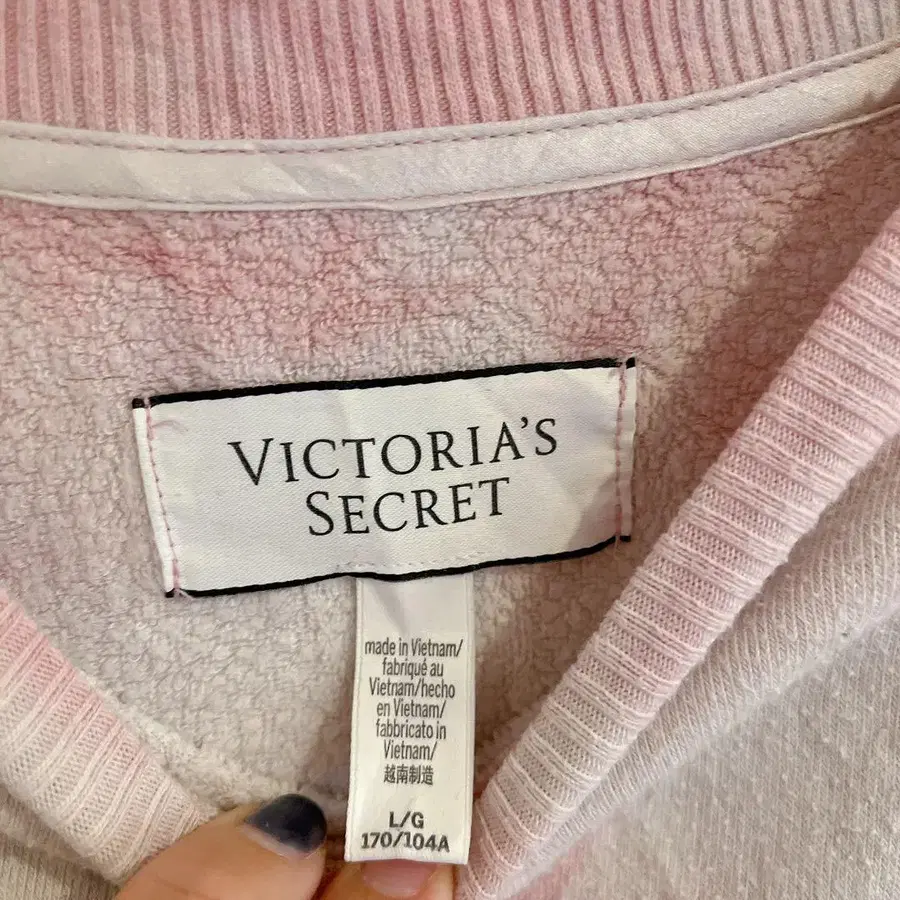 VICTORIA'S
SECRET
made in Vietnam/
fabriqué au
Vietnam/hecho
en Vietnam/
fabbricato in
Vietnam/
越南制造
L/G
170/104A